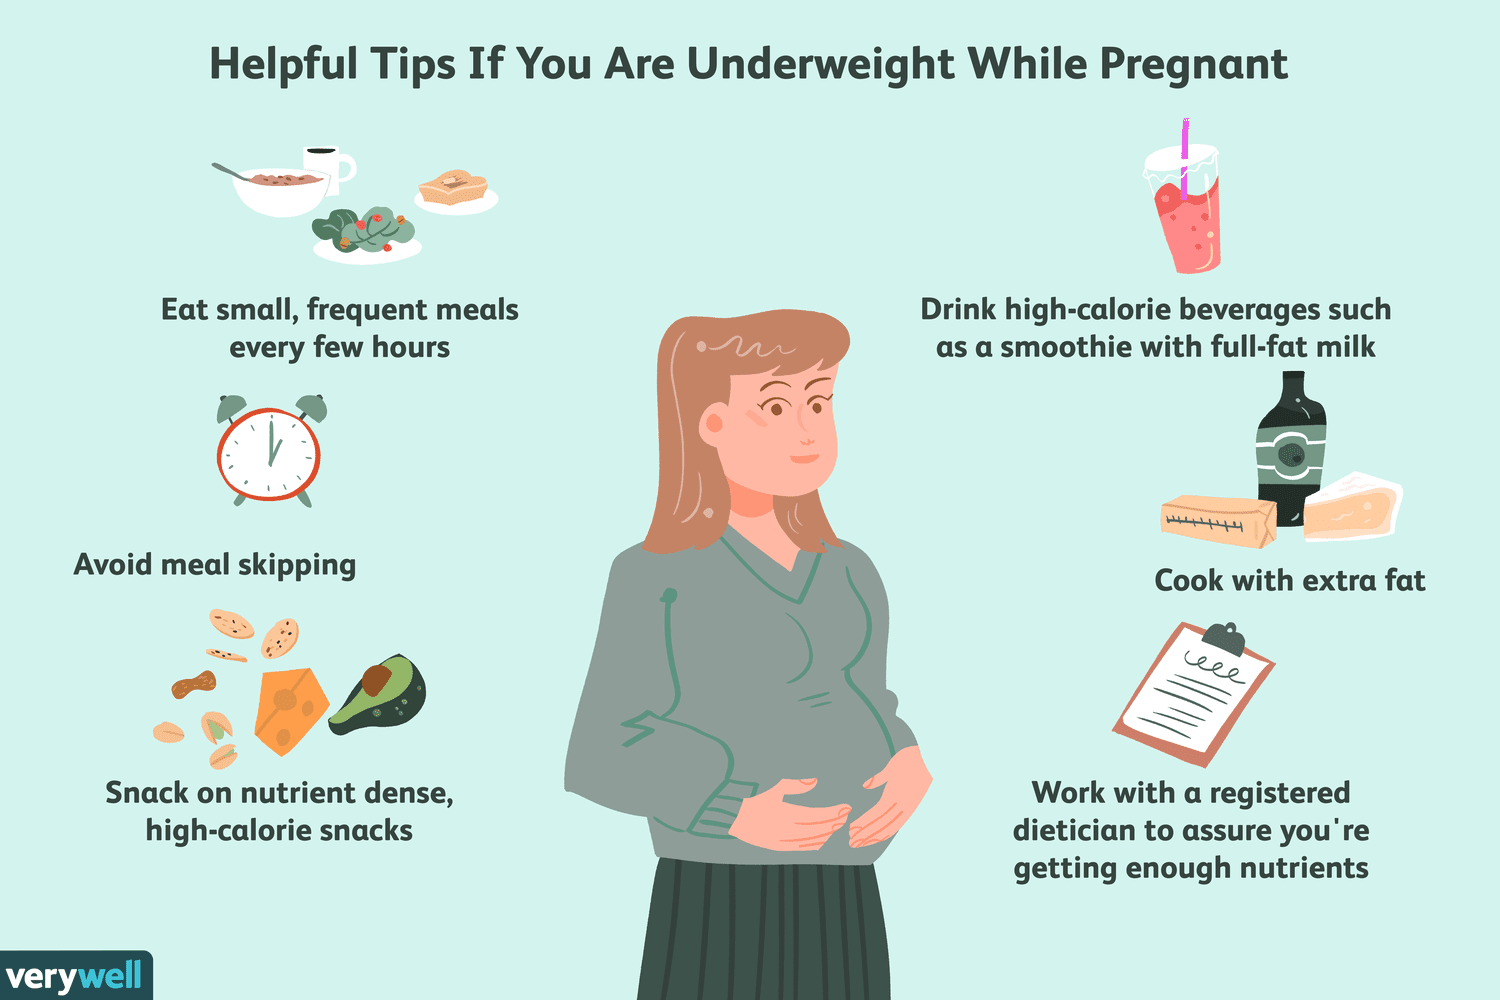 Helpful Tips If You Are Underweight While Pregnant
Eat small, frequent meals
every few hours
Avoid meal skipping
Snack on nutrient dense,
high-calorie snacks
Drink high-calorie beverages such
as a smoothie with full-fat milk
Cook with extra fat
Work with a registered
dietician to assure you're
getting enough nutrients
verywell